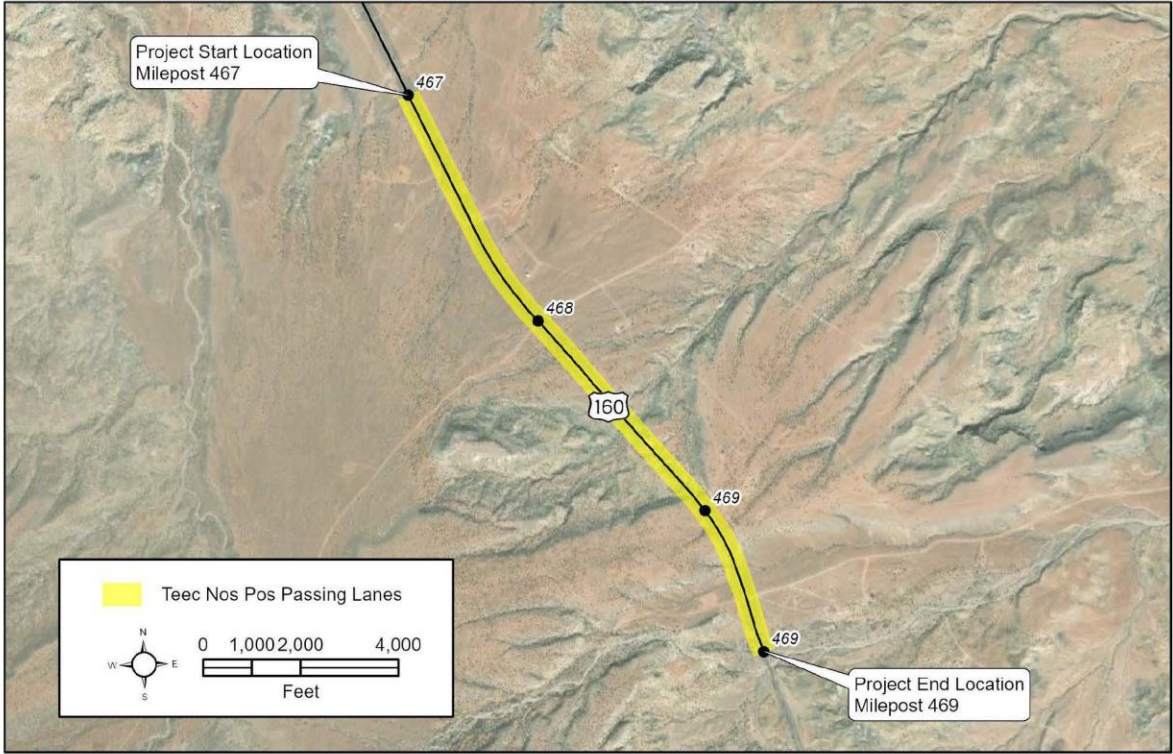 Project Start Location
Milepost 467
467
468
160
469
469
Project End Location
Milepost 469
Teec Nos Pos Passing Lanes
N
W E
S
0 1,000 2,000 4,000
Feet